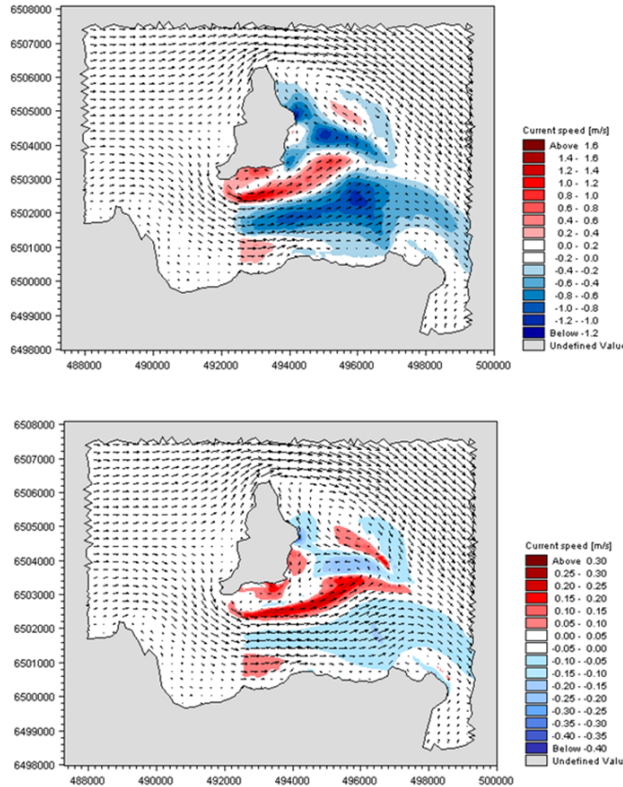 6508000
6507000
6506000
6505000
6504000
6503000
6502000
6501000
6500000
6499000
6498000
488000 490000 492000 494000 496000 498000 500000
Current speed [m/s]
Above 1.6
1.4 - 1.6
1.2 - 1.4
1.0 - 1.2
0.8 - 1.0
0.6 - 0.8
0.4 - 0.6
0.2 - 0.4
0.0 - 0.2
-0.2 - 0.0
-0.4 - -0.2
-0.6 - -0.4
-0.8 - -0.6
-1.0 - -0.8
-1.2 - -1.0
Below -1.2
Undefined Value
6508000
6507000
6506000
6505000
6504000
6503000
6502000
6501000
6500000
6499000
6498000
488000 490000 492000 494000 496000 498000 500000
Current speed [m/s]
Above 0.30
0.25 - 0.30
0.20 - 0.25
0.15 - 0.20
0.10 - 0.15
0.05 - 0.10
0.00 - 0.05
-0.05 - 0.00
-0.10 - -0.05
-0.15 - -0.10
-0.20 - -0.15
-0.25 - -0.20
-0.30 - -0.25
-0.35 - -0.30
-0.40 - -0.35
Below -0.40
Undefined Value